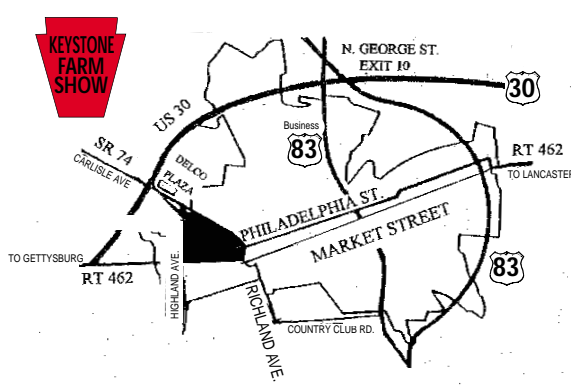 KEYSTONE
FARM
SHOW
N. GEORGE ST.
EXIT 10
30
US 30
Business
83
SR 74
CARLISLE AVE
DELCO
PLAZA
RT 462
TO LANCASTER
PHILADELPHIA ST.
MARKET STREET
TO GETTYSBURG
RT 462
HIGHLAND AVE.
RICHLAND AVE.
COUNTRY CLUB RD.
83